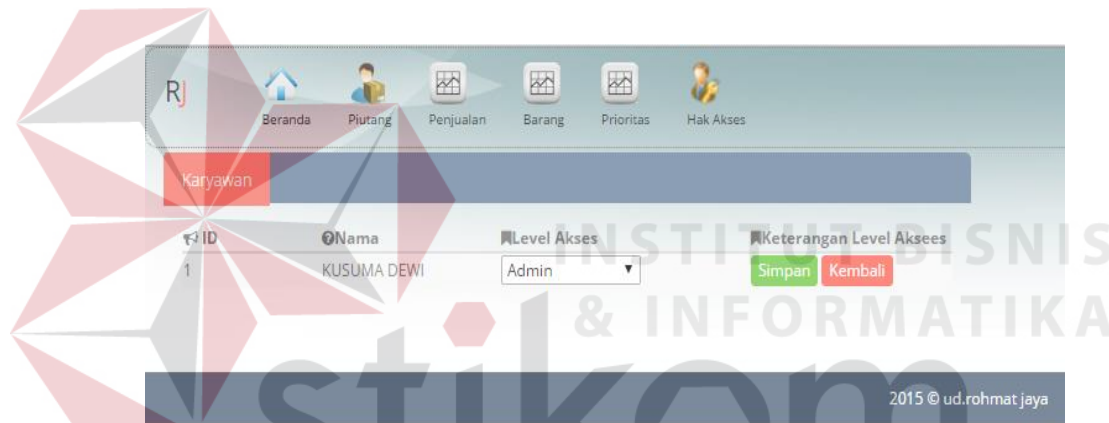 RJ
Beranda Piutang Penjualan Barang Prioritas Hak Akses
Karyawan
ID Nama Level Akses Keterangan Level Aksees
1 KUSUMA DEWI Admin Simpan Kembali
INSTITUT BISNIS
& INFORMATIKA
stikom
2015 © ud.rohmat jaya